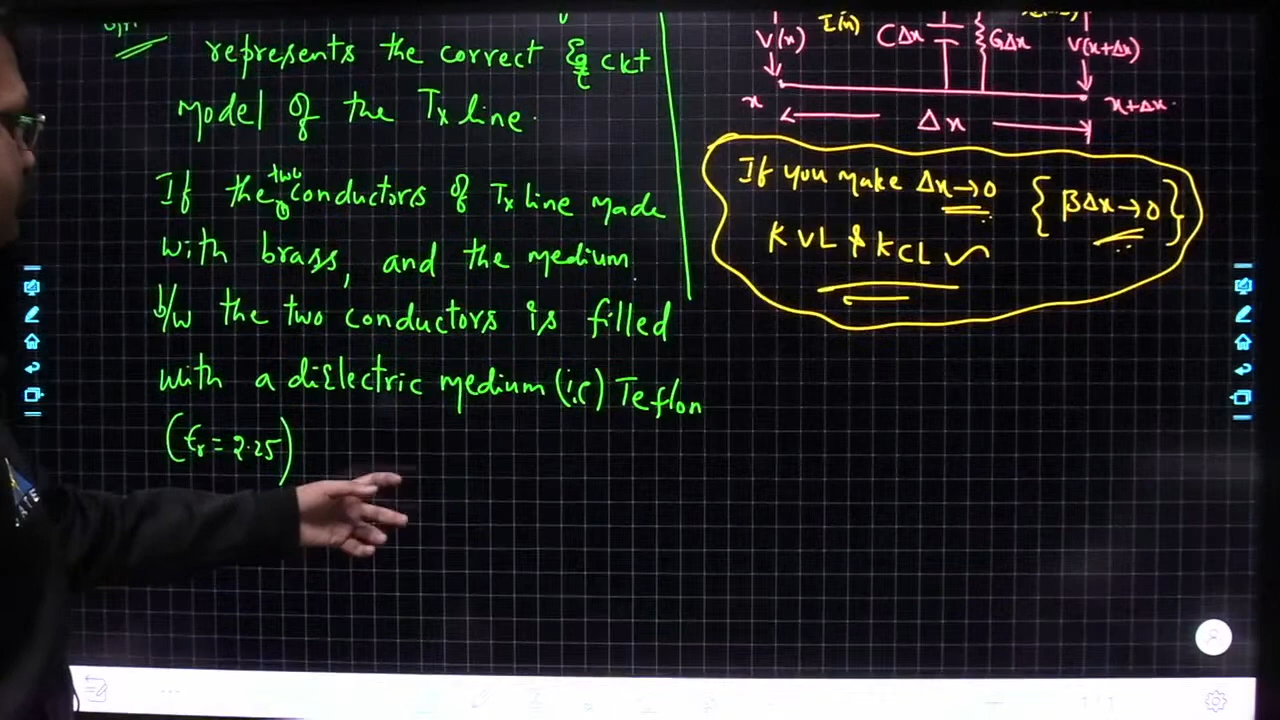 represents the correct Eq ckt
model of the Tx line.
If the two conductors of Tx line made
with brass, and the medium
b/w the two conductors is filled
with a dielectric medium (i.e) Teflon
(εr = 2.25)
V(x)
I(x)
CΔx
GΔx
V(x+Δx)
x
Δx
x+Δx
If you make Δx→0 {βΔx→0}
KVL & KCL
ATE